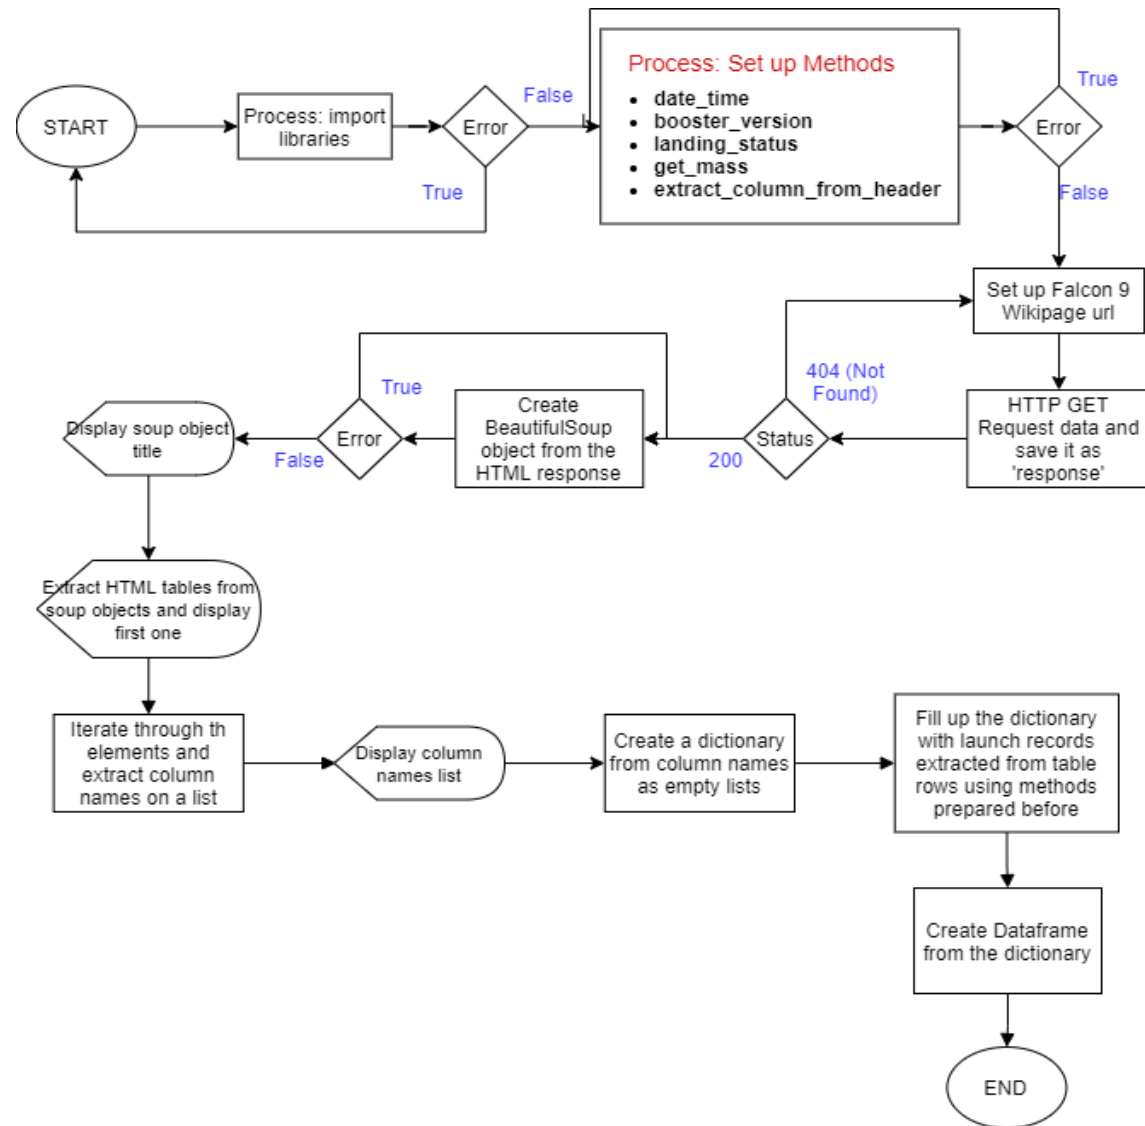 START
Process: import
libraries
Error
False
True
Process: Set up Methods
date_time
booster_version
landing_status
get_mass
extract_column_from_header
Error
True
False
Set up Falcon 9
Wikipage url
HTTP GET
Request data and
save it as
'response'
Status
404 (Not
Found)
200
Create
BeautifulSoup
object from the
HTML response
Error
True
False
Display soup object
title
Extract HTML tables from
soup objects and display
first one
Iterate through th
elements and
extract column
names on a list
Display column
names list
Create a dictionary
from column names
as empty lists
Fill up the dictionary
with launch records
extracted from table
rows using methods
prepared before
Create Dataframe
from the dictionary
END